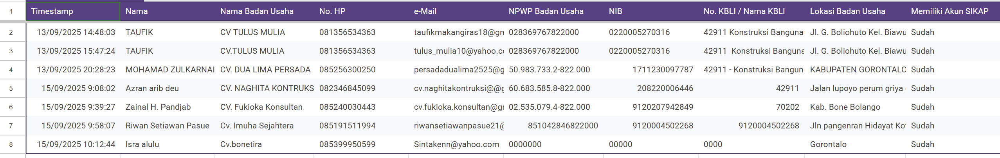 1 Timestamp Nama Nama Badan Usaha No. HP e-Mail NPWP Badan Usaha NIB No. KBLI / Nama KBLI Lokasi Badan Usaha Memiliki Akun SIKAP
2 13/09/2025 14:48:03 TAUFIK CV TULUS MULIA 081356534363 taufikmakangiras18@gn 028369767822000 0220005270316 42911 Konstruksi Bangunan Jl. G. Boliohuto Kel. Biawu Sudah
3 13/09/2025 15:47:24 TAUFIK CV.TULUS MULIA 081356534363 tulus_mulia10@yahoo.c 028369767822000 0220005270316 42911 Konstruksi Banguna Jl. G. Boliohuto Kel. Biawu Sudah
4 13/09/2025 20:28:23 MOHAMAD ZULKARNAI CV. DUA LIMA PERSADA 085256300250 persadadualima2525@g 50.983.733.2-822.000 1711230097787 42911 - Konstruksi Bangun KABUPATEN GORONTALO Sudah
5 15/09/2025 9:08:02 Azran arib deu CV. NAGHITA KONTRUKS 082346845099 cv.naghitakontruksi@@g 60.683.585.8-822.000 208220006446 42911 Jalan lupoyo perum griya Sudah
6 15/09/2025 9:39:27 Zainal H. Pandjab CV. Fukioka Konsultan 085240030443 cv.fukioka.konsultan@g 02.535.079.4-822.000 9120207942849 70202 Kab. Bone Bolango Sudah
7 15/09/2025 9:58:07 Riwan Setiawan Pasue Cv. Imuha Sejahtera 085191511994 riwansetiawanpasue21@ 851042846822000 9120004502268 9120004502268 Jln pangenran Hidayat Ko Sudah
8 15/09/2025 10:12:44 Isra alulu Cv.bonetira 085399950599 Sintakenn@yahoo.com 0000000 00000 0000 Gorontalo Sudah